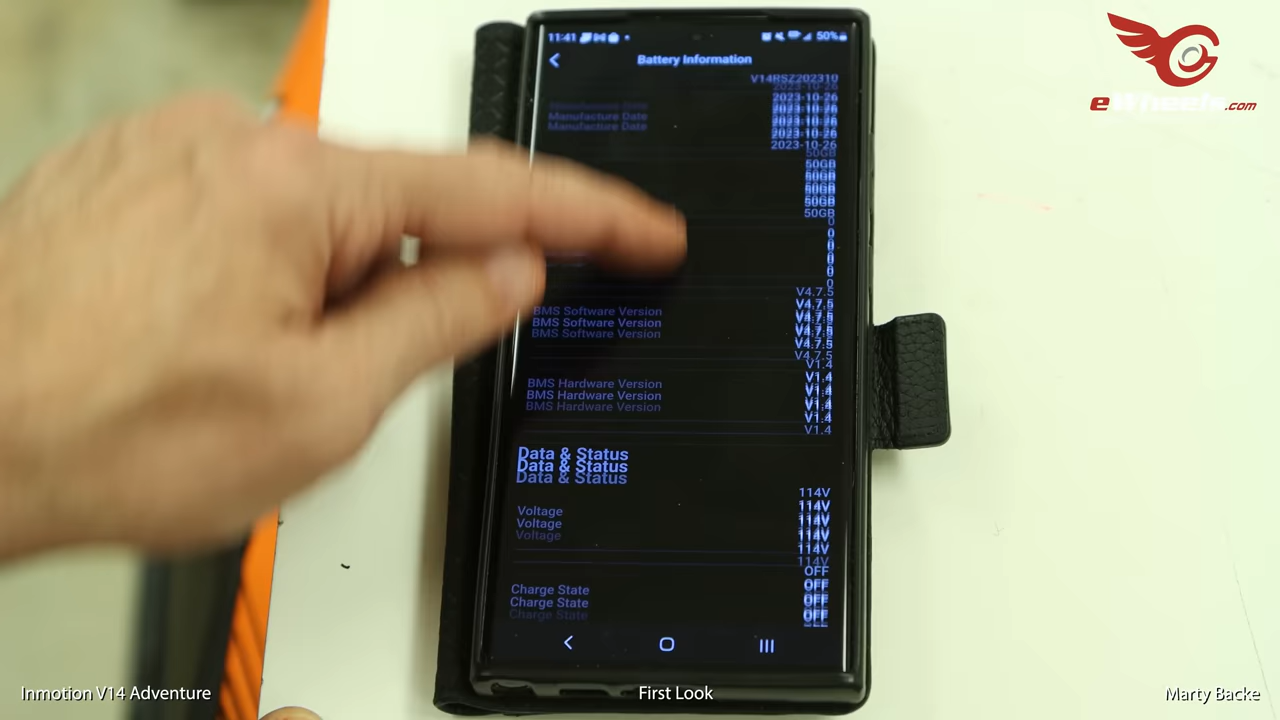 eWheels.com
11:41
50%
Battery Information
V14RSZ202310
Manufacture Date 2023-10-26
50GB
0
BMS Software Version V4.7.5
BMS Hardware Version V1.4
Data & Status
Voltage 114V
Charge State OFF
Inmotion V14 Adventure
First Look
Marty Backe